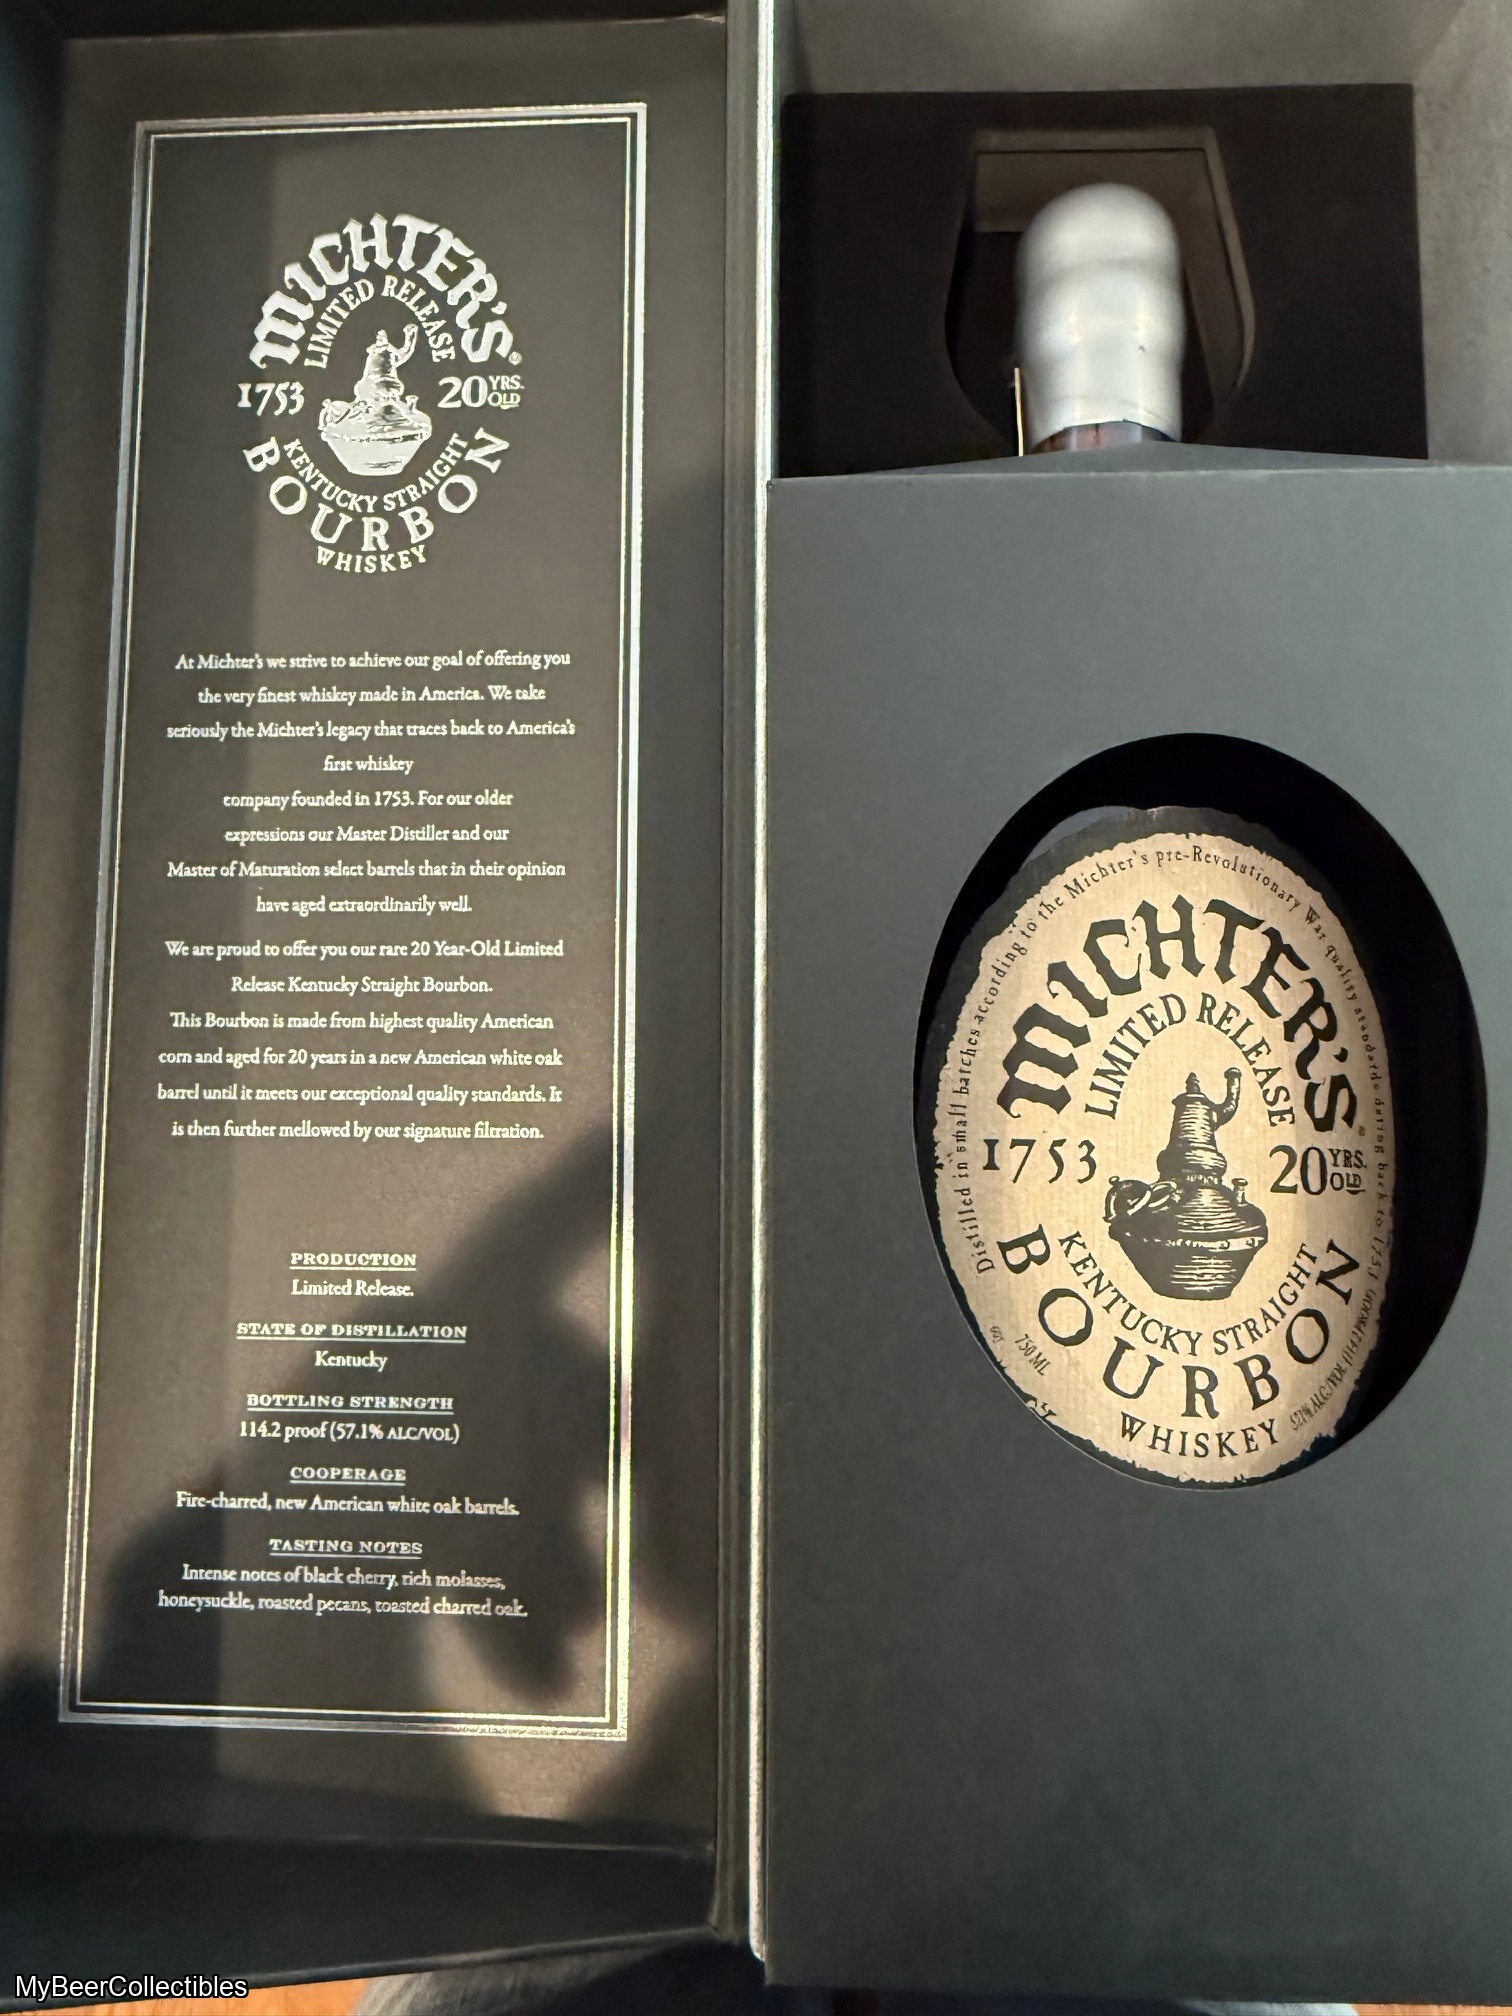 MICHTER'S®
LIMITED RELEASE
1753
20 YRS. OLD
KENTUCKY STRAIGHT
BOURBON
WHISKEY
At Michter's we strive to achieve our goal of offering you
the very finest whiskey made in America. We take
seriously the Michter's legacy that traces back to America's
first whiskey
company founded in 1753. For our older
expressions our Master Distiller and our
Master of Maturation select barrels that in their opinion
have aged extraordinarily well.
We are proud to offer you our rare 20 Year-Old Limited
Release Kentucky Straight Bourbon.
This Bourbon is made from highest quality American
corn and aged for 20 years in a new American white oak
barrel until it meets our exceptional quality standards. It
is then further mellowed by our signature filtration.
PRODUCTION
Limited Release.
STATE OF DISTILLATION
Kentucky
BOTTLING STRENGTH
114.2 proof (57.1% ALC/VOL)
COOPERAGE
Fire-charred, new American white oak barrels.
TASTING NOTES
Intense notes of black cherry, rich molasses,
honeysuckle, roasted pecans, toasted charred oak.
Distilled in small batches according to the Michter's pre-Revolutionary War quality standards dating back to 1753
MICHTER'S®
LIMITED RELEASE
1753
20 YRS. OLD
KENTUCKY STRAIGHT
BOURBON
WHISKEY
750 ML
57.1% ALC/VOL (114.2 PROOF)
MyBeerCollectibles